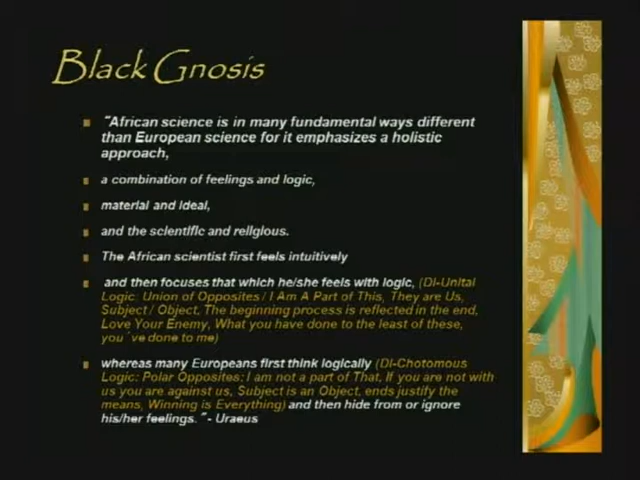 Black Gnosis
"African science is in many fundamental ways different
than European science for it emphasizes a holistic
approach,
a combination of feelings and logic,
material and ideal,
and the scientific and religious.
The African scientist first feels intuitively
and then focuses that which he/she feels with logic, (Di-Unital
Logic: Union of Opposites / I Am A Part of This, They are Us,
Subject / Object, The beginning process is reflected in the end,
Love Your Enemy, What you have done to the least of these,
you've done to me)
whereas many Europeans first think logically (Di-Chotomous
Logic: Polar Opposites: I am not a part of That, If you are not with
us you are against us, Subject is an Object, ends justify the
means, Winning is Everything) and then hide from or ignore
his/her feelings." - Uraeus